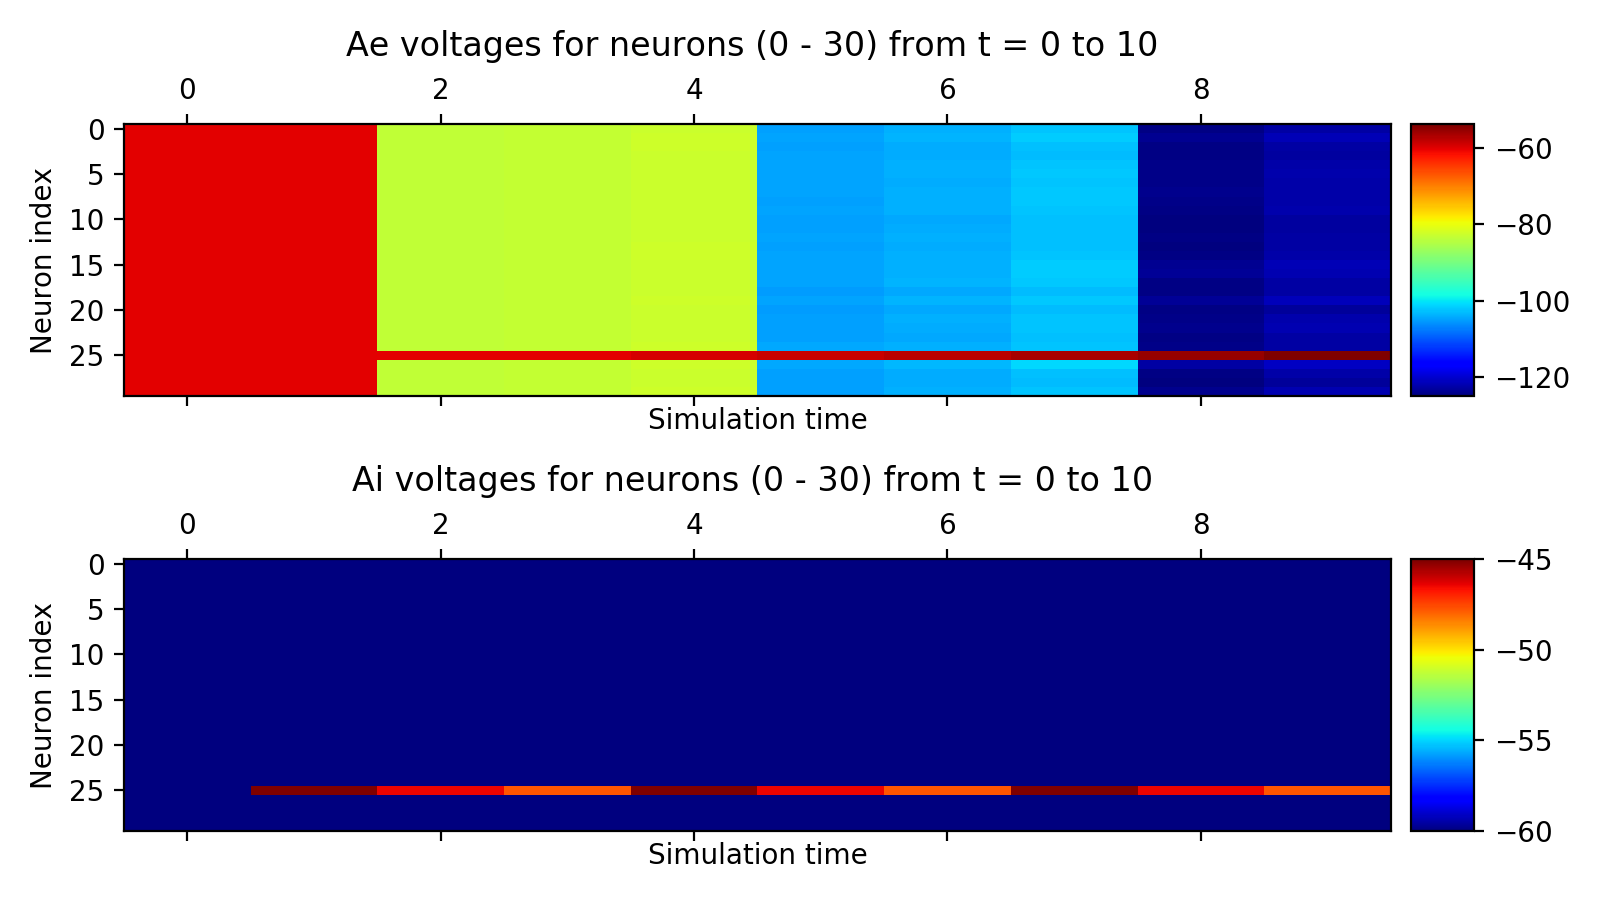 Ae voltages for neurons (0 - 30) from t = 0 to 10
0 2 4 6 8
Neuron index
0
5
10
15
20
25
−60
−80
−100
−120
Simulation time
Ai voltages for neurons (0 - 30) from t = 0 to 10
0 2 4 6 8
Neuron index
0
5
10
15
20
25
−45
−50
−55
−60
Simulation time